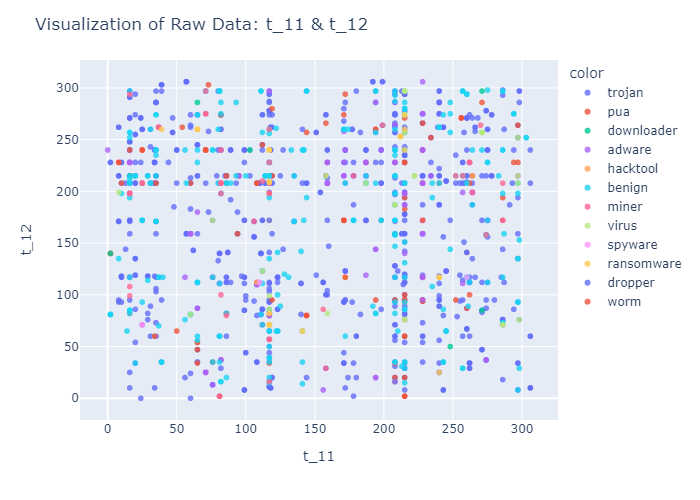 Visualization of Raw Data: t_11 & t_12
color
trojan
pua
downloader
adware
hacktool
benign
miner
virus
spyware
ransomware
dropper
worm
t_12
300
250
200
150
100
50
0
0 50 100 150 200 250 300
t_11